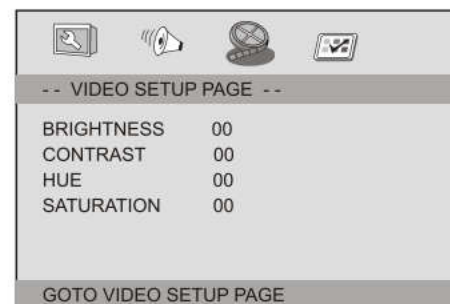 - - VIDEO SETUP PAGE - -
BRIGHTNESS 00
CONTRAST 00
HUE 00
SATURATION 00
GOTO VIDEO SETUP PAGE